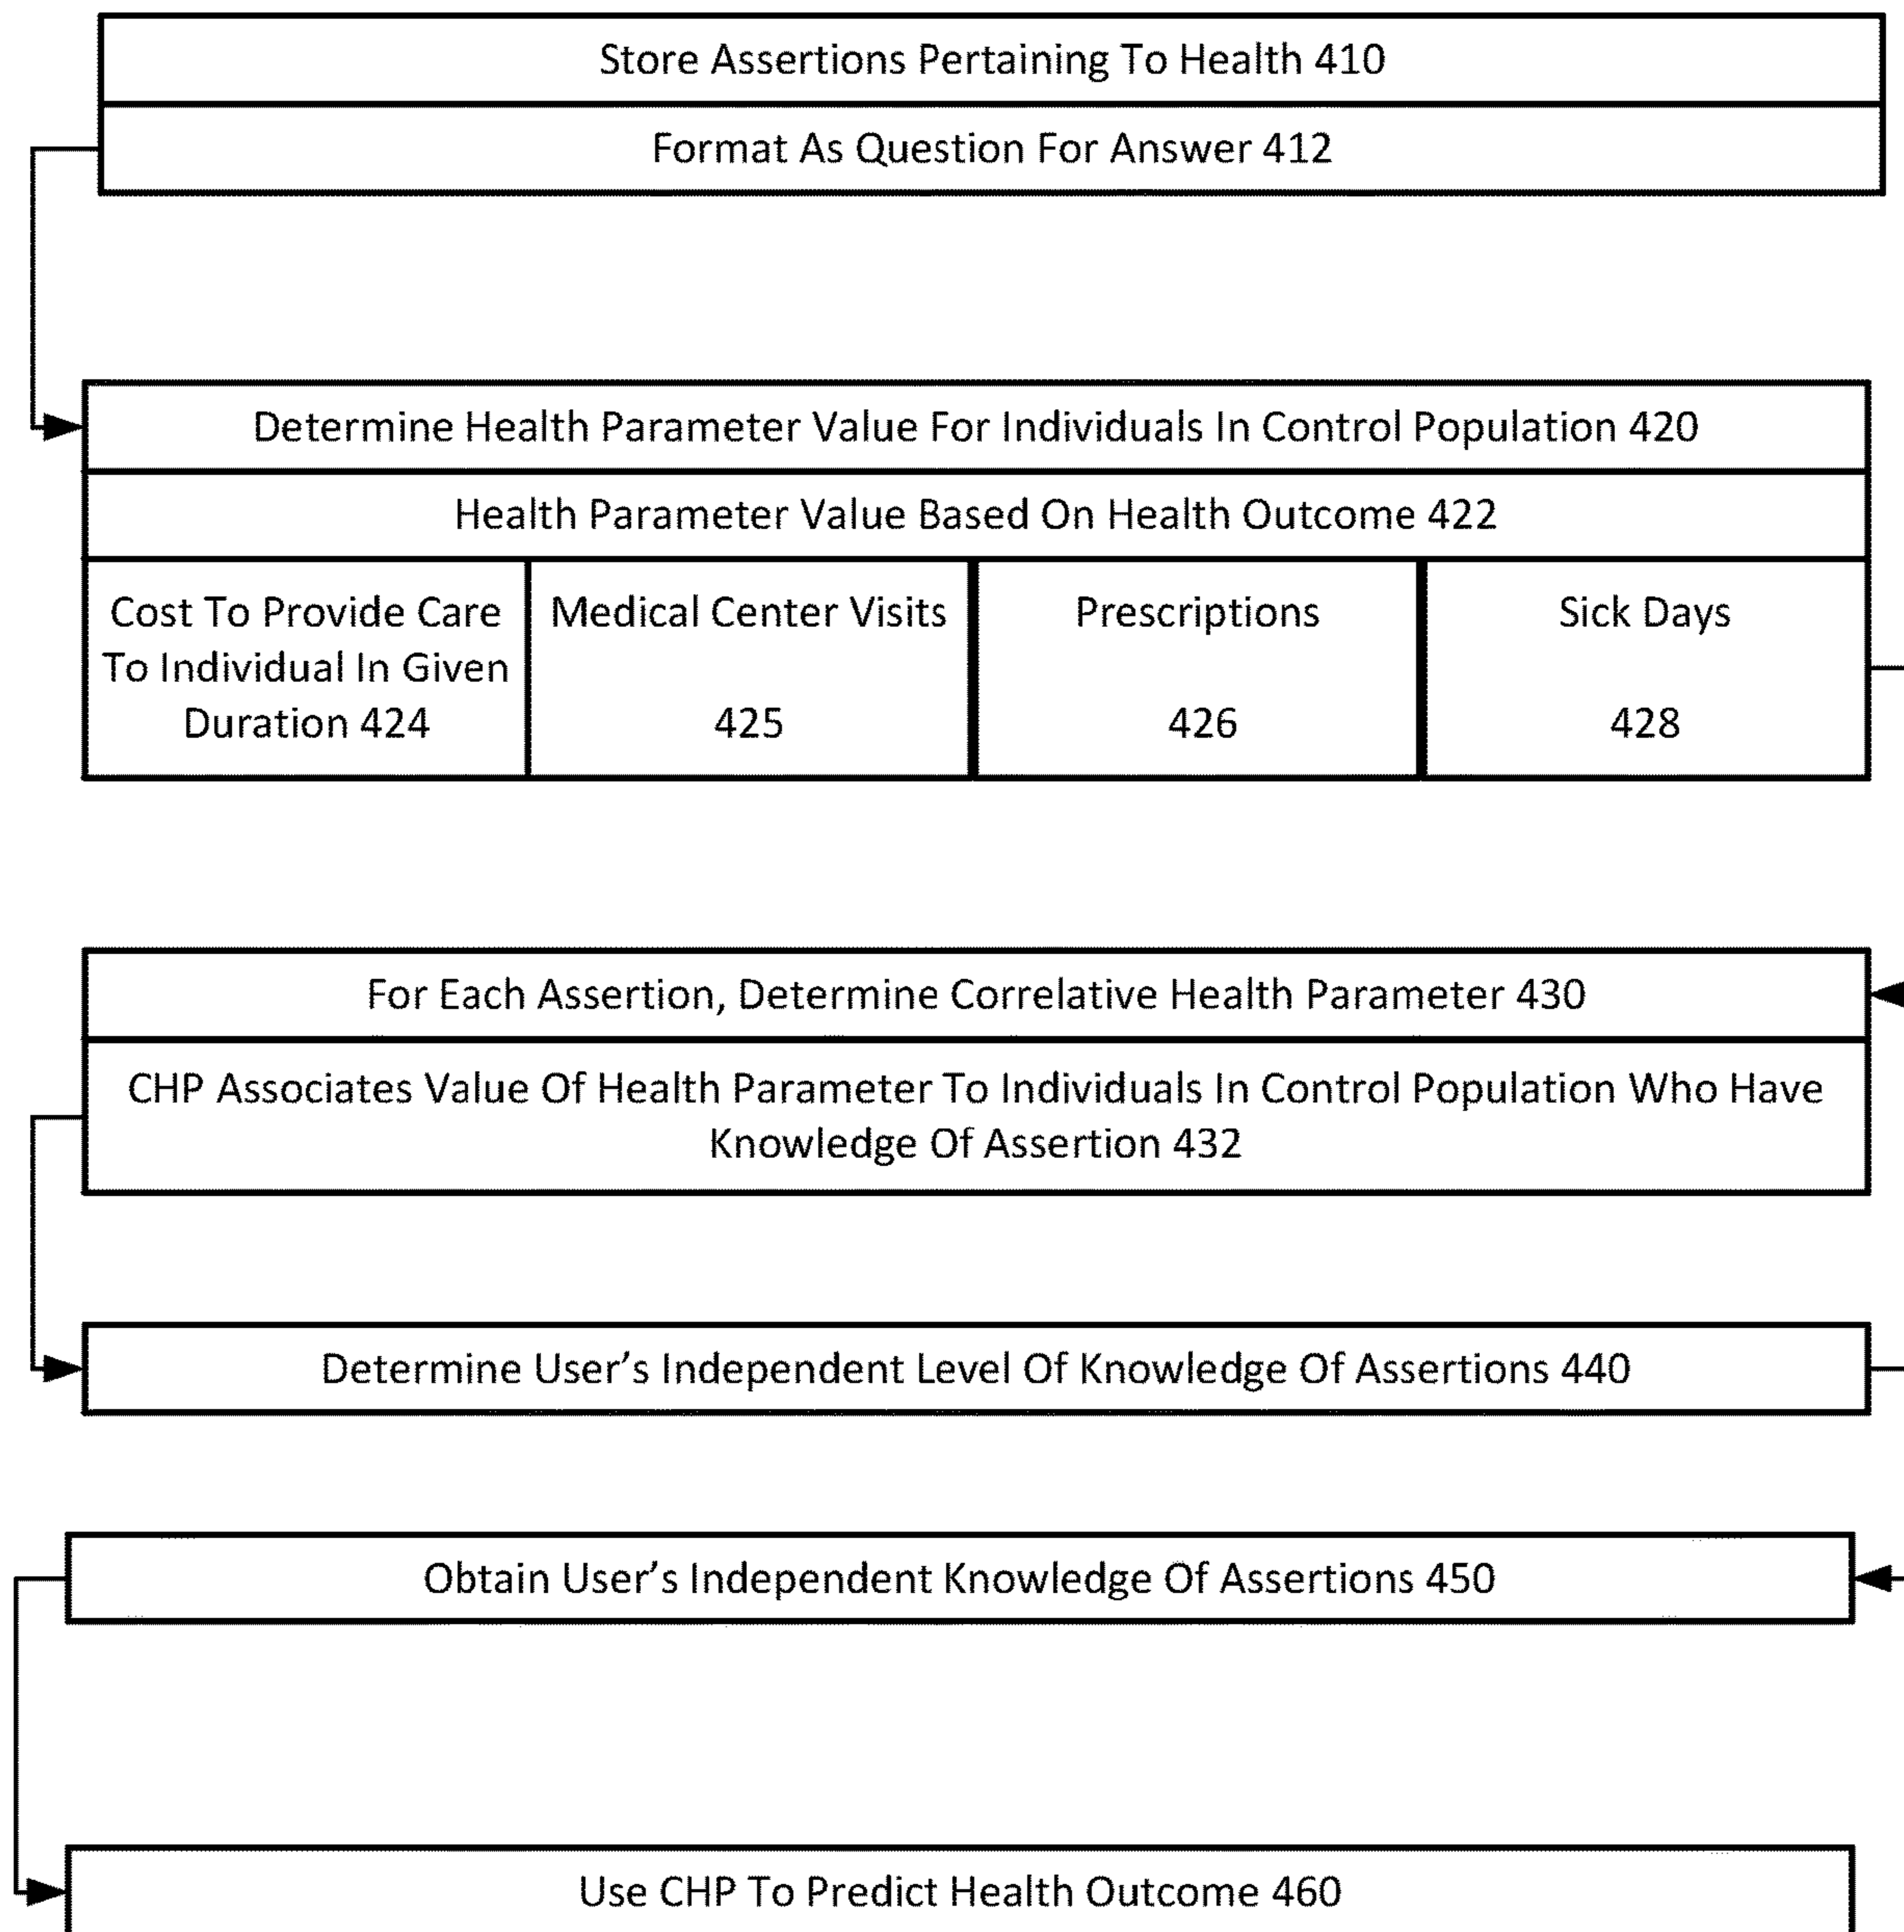 Store Assertions Pertaining To Health 410
Format As Question For Answer 412
Determine Health Parameter Value For Individuals In Control Population 420
Health Parameter Value Based On Health Outcome 422
Cost To Provide Care
To Individual In Given
Duration 424
Medical Center Visits
425
Prescriptions
426
Sick Days
428
For Each Assertion, Determine Correlative Health Parameter 430
CHP Associates Value Of Health Parameter To Individuals In Control Population Who Have
Knowledge Of Assertion 432
Determine User’s Independent Level Of Knowledge Of Assertions 440
Obtain User’s Independent Knowledge Of Assertions 450
Use CHP To Predict Health Outcome 460